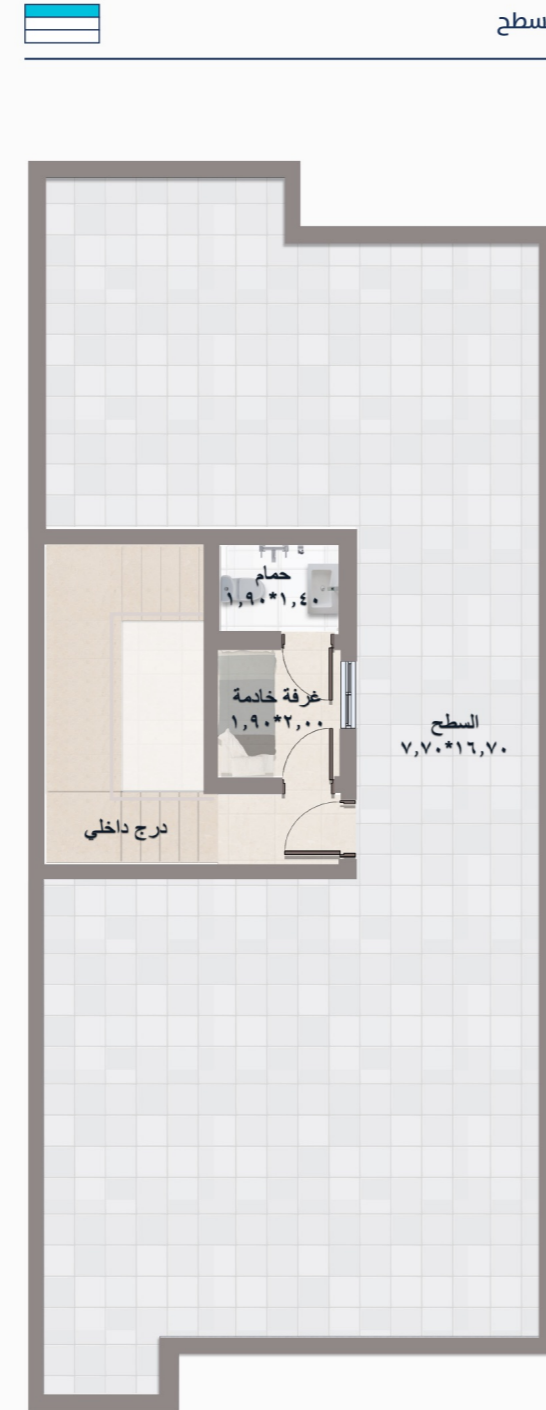 سطح
حمام
١,٩٠*١,٤٠
غرفة خادمة
١,٩٠*٢,٠٠
السطح
٧,٧٠*١٦,٧٠
درج داخلي